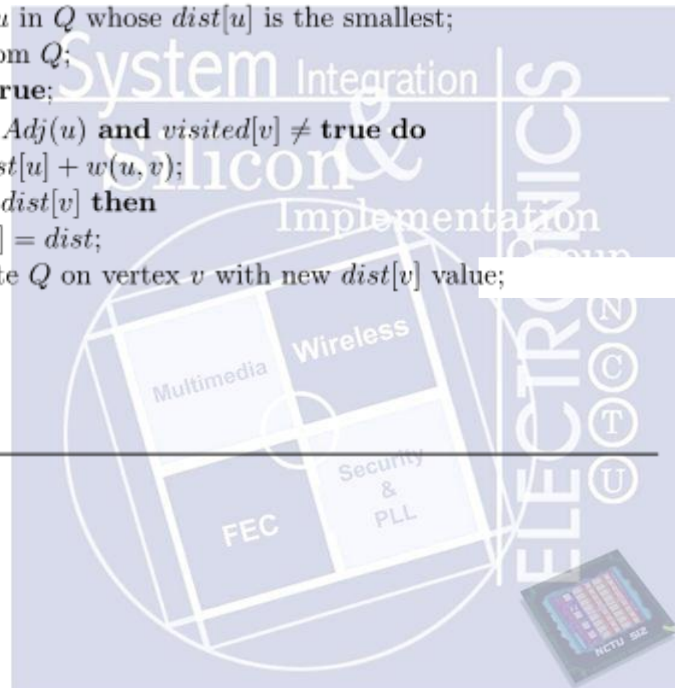 u in Q whose dist[u] is the smallest;
om Q;
rue;
Adj(u) and visited[v] ≠ true do
st[u] + w(u, v);
dist[v] then
] = dist;
te Q on vertex v with new dist[v] value;
System Integration
&
Silicon
Implementation
Group
ELECTRONICS
N
C
T
U
Multimedia
Wireless
FEC
Security
&
PLL
NCTU SI2